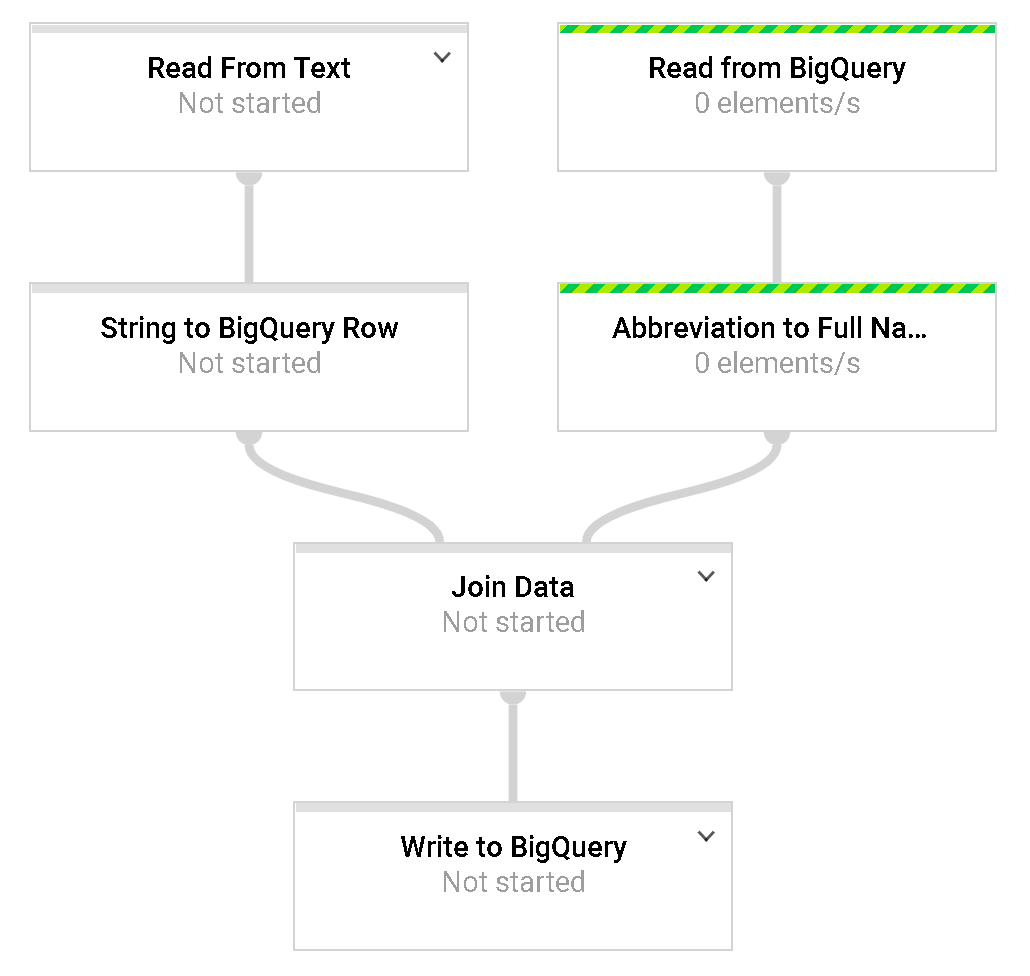 Read From Text
Not started
Read from BigQuery
0 elements/s
String to BigQuery Row
Not started
Abbreviation to Full Na...
0 elements/s
Join Data
Not started
Write to BigQuery
Not started